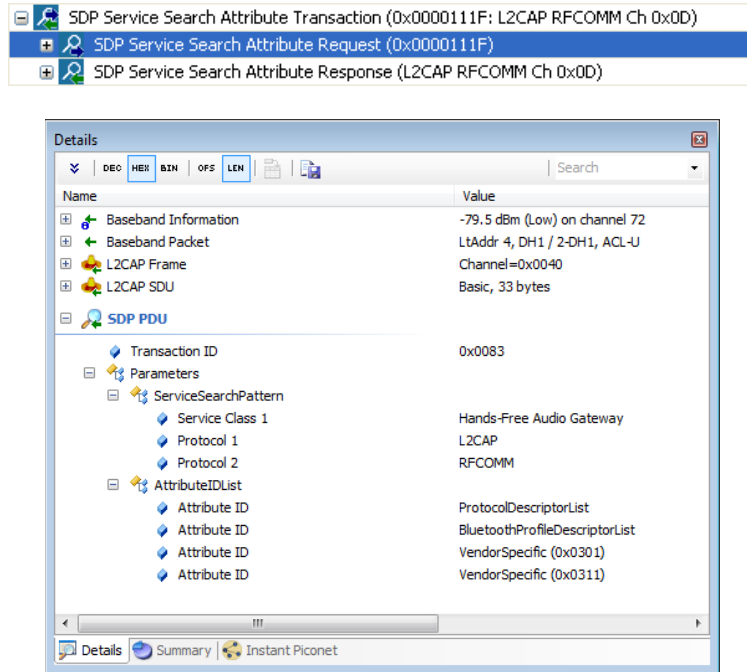 SDP Service Search Attribute Transaction (0x0000111F: L2CAP RFCOMM Ch 0x0D)
SDP Service Search Attribute Request (0x0000111F)
SDP Service Search Attribute Response (L2CAP RFCOMM Ch 0x0D)
Details
DEC HEX BIN OFS LEN Search
Name Value
Baseband Information -79.5 dBm (Low) on channel 72
Baseband Packet LtAddr 4, DH1 / 2-DH1, ACL-U
L2CAP Frame Channel=0x0040
L2CAP SDU Basic, 33 bytes
SDP PDU
Transaction ID 0x0083
Parameters
ServiceSearchPattern
Service Class 1 Hands-Free Audio Gateway
Protocol 1 L2CAP
Protocol 2 RFCOMM
AttributeIDList
Attribute ID ProtocolDescriptorList
Attribute ID BluetoothProfileDescriptorList
Attribute ID VendorSpecific (0x0301)
Attribute ID VendorSpecific (0x0311)
Details Summary Instant Piconet